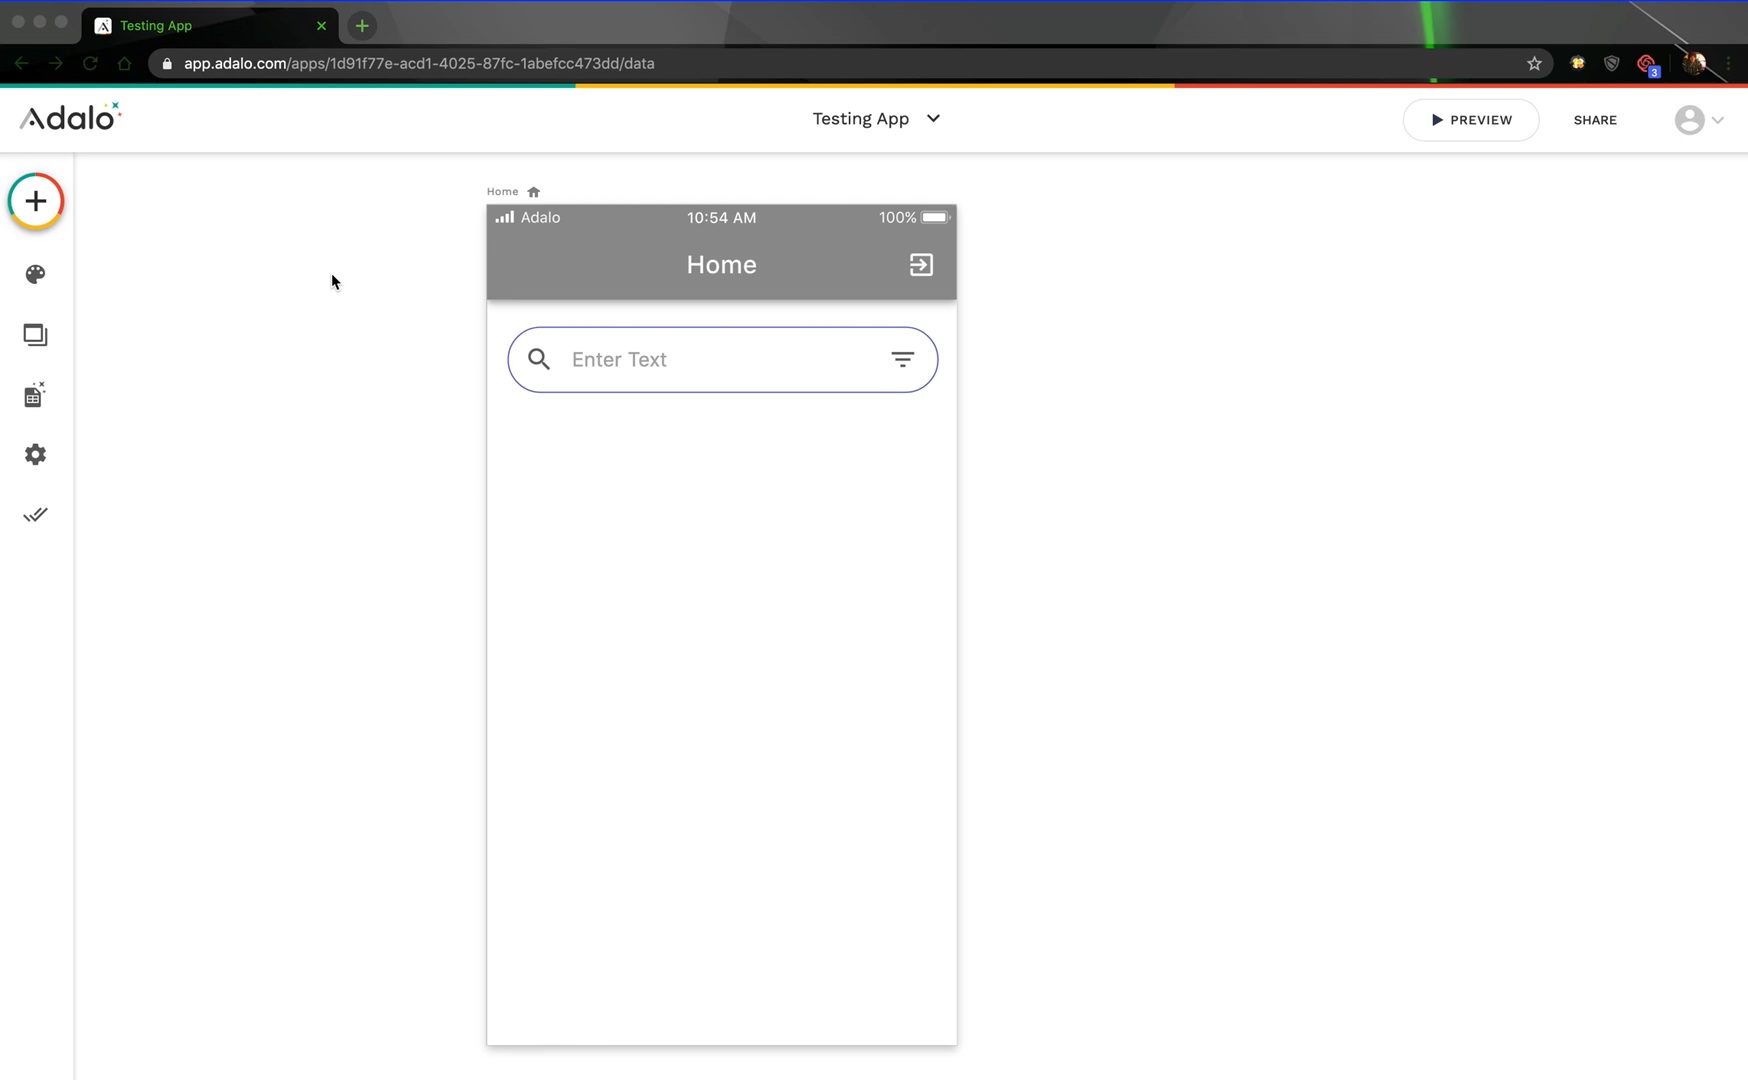 Testing App
app.adalo.com/apps/1d91f77e-acd1-4025-87fc-1abefcc473dd/data
3
Adalo
Testing App
PREVIEW
SHARE
Home
Adalo 10:54 AM 100%
Home
Enter Text